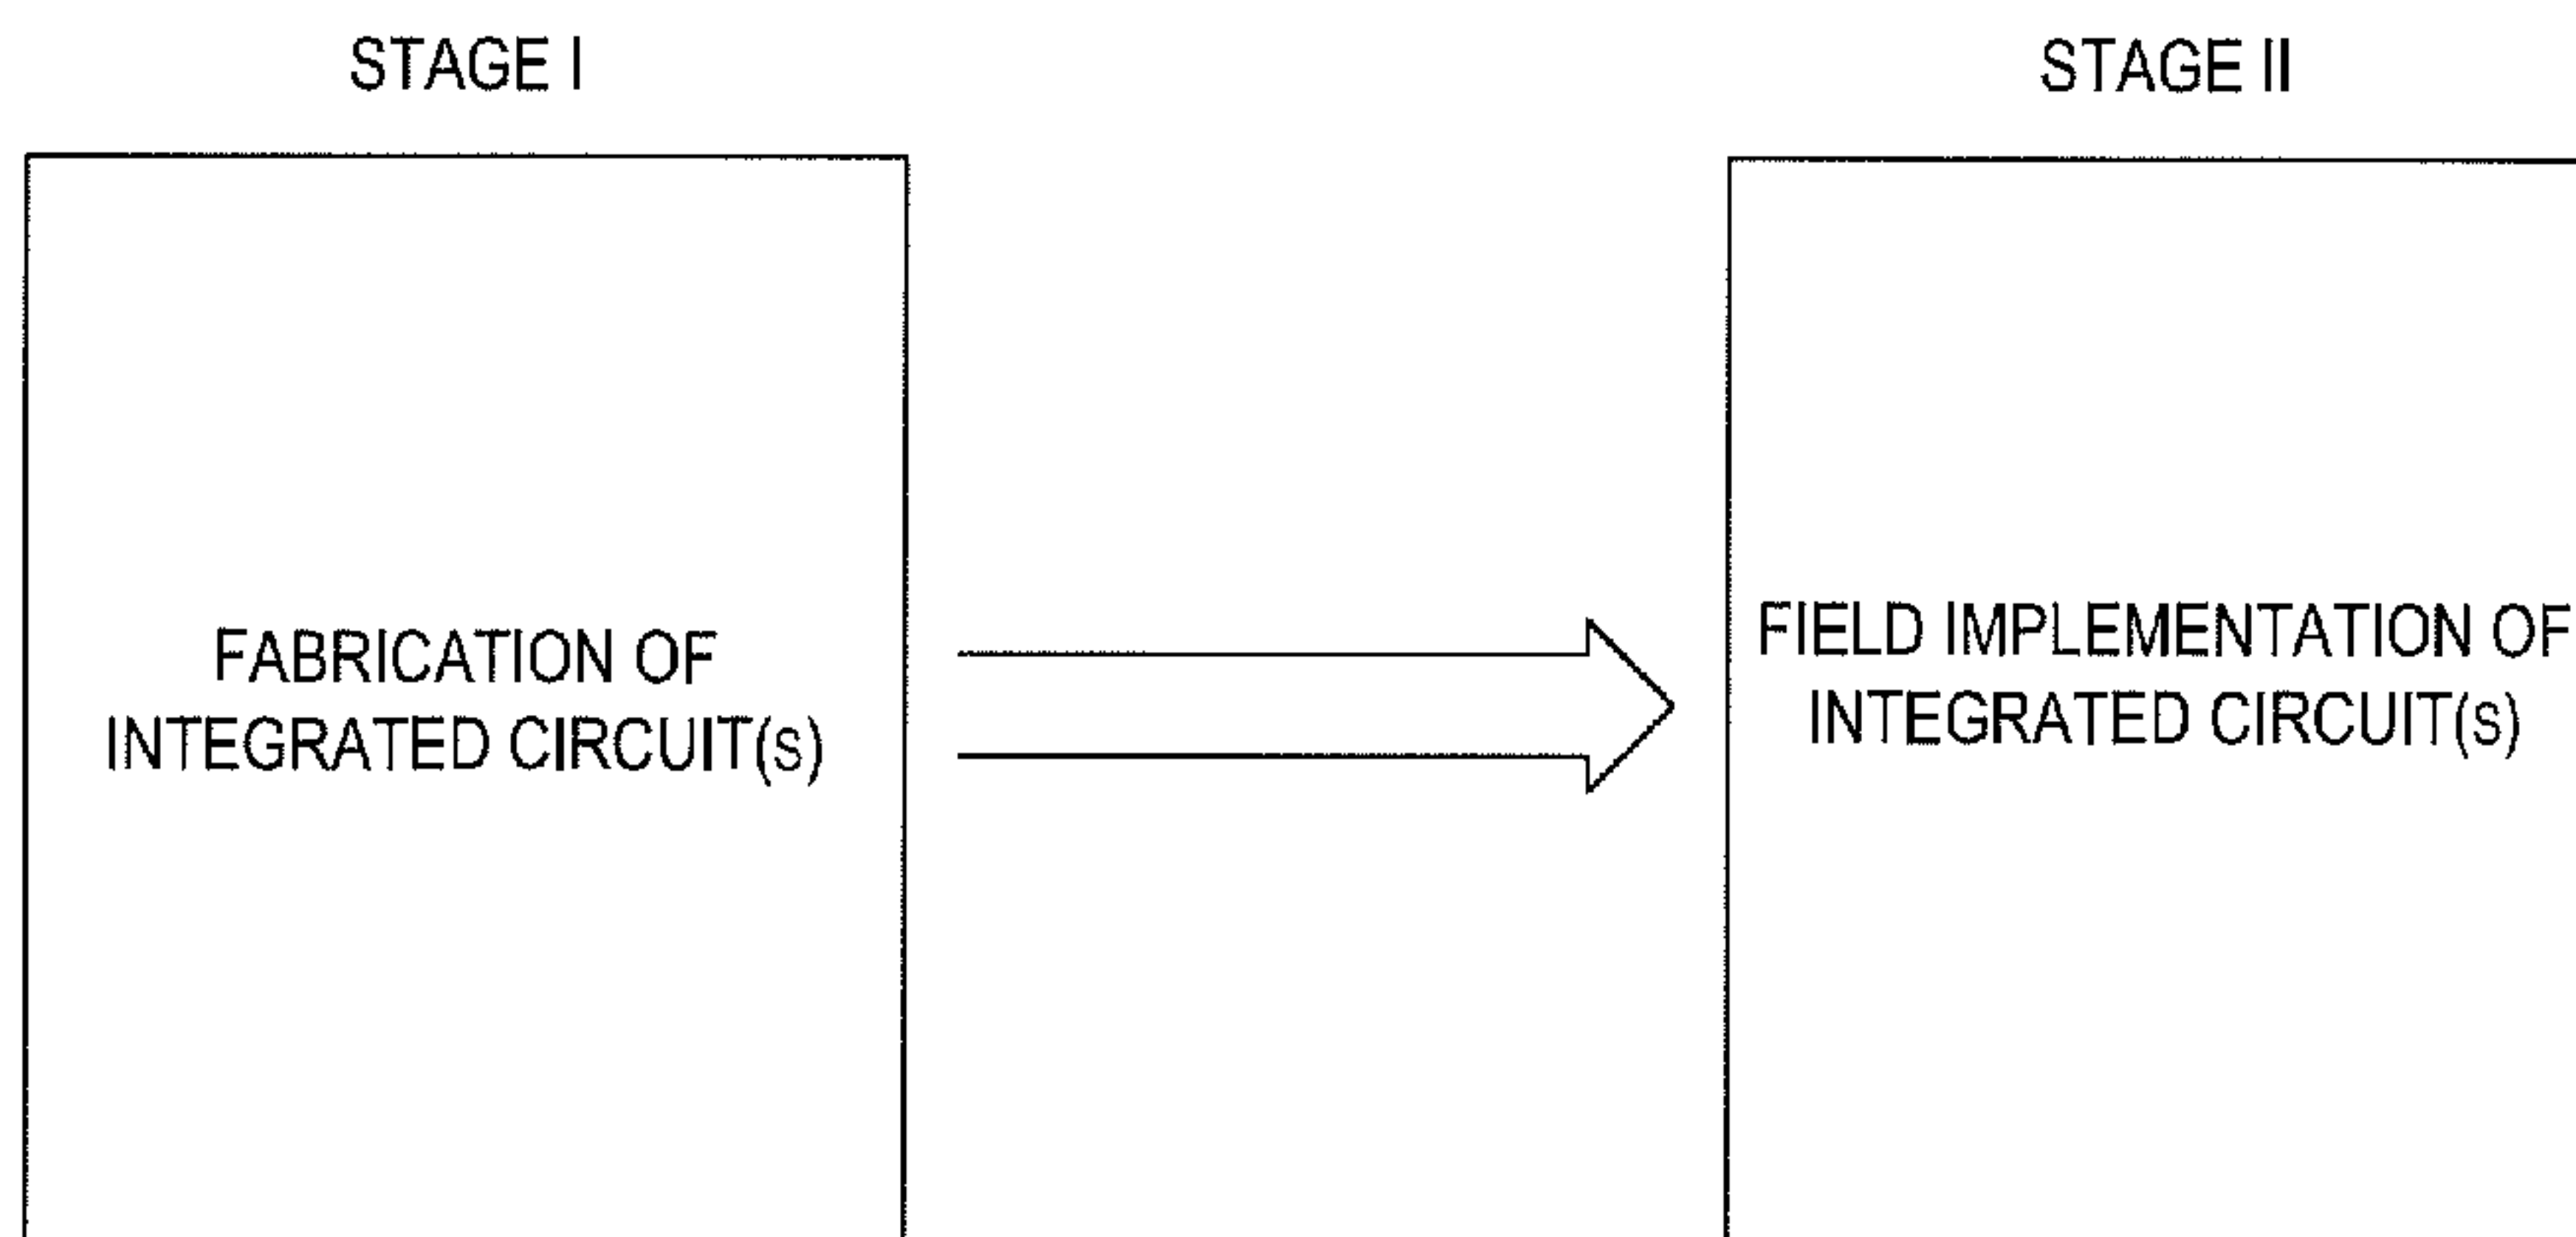 STAGE I
FABRICATION OF
INTEGRATED CIRCUIT(s)
STAGE II
FIELD IMPLEMENTATION OF
INTEGRATED CIRCUIT(s)